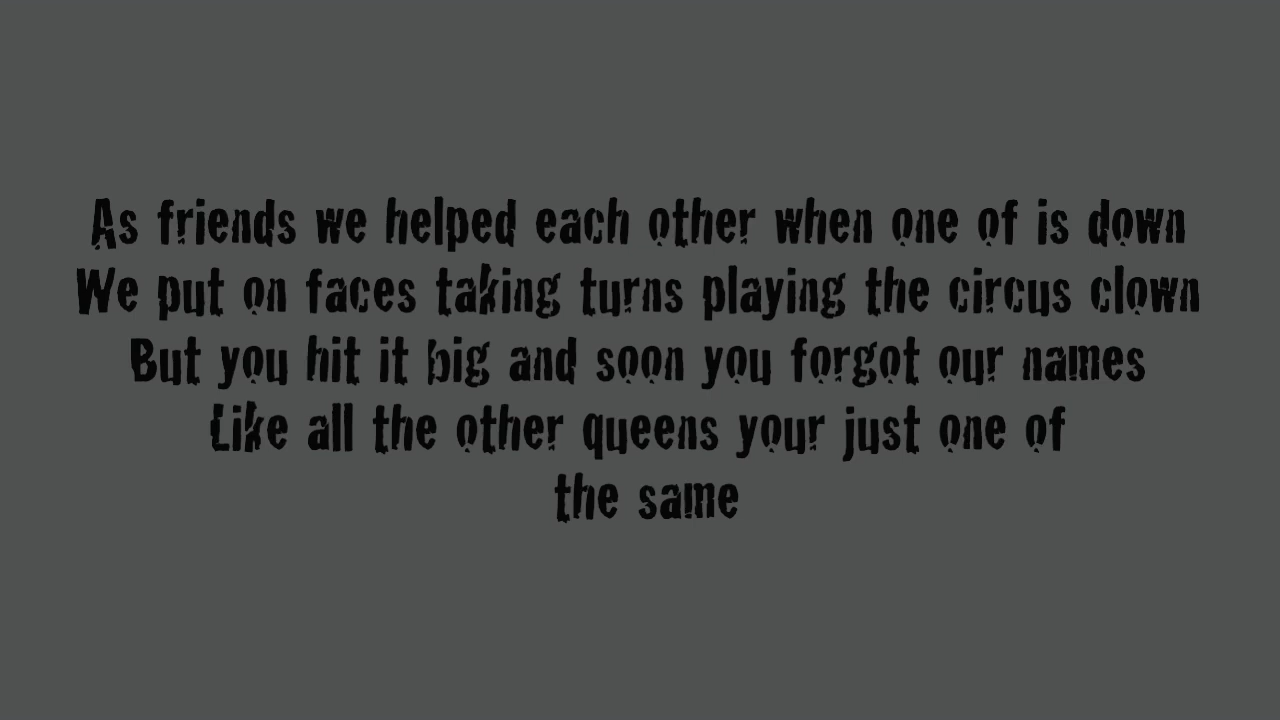 As friends we helped each other when one of is down
We put on faces taking turns playing the circus clown
But you hit it big and soon you forgot our names
Like all the other queens your just one of
the same